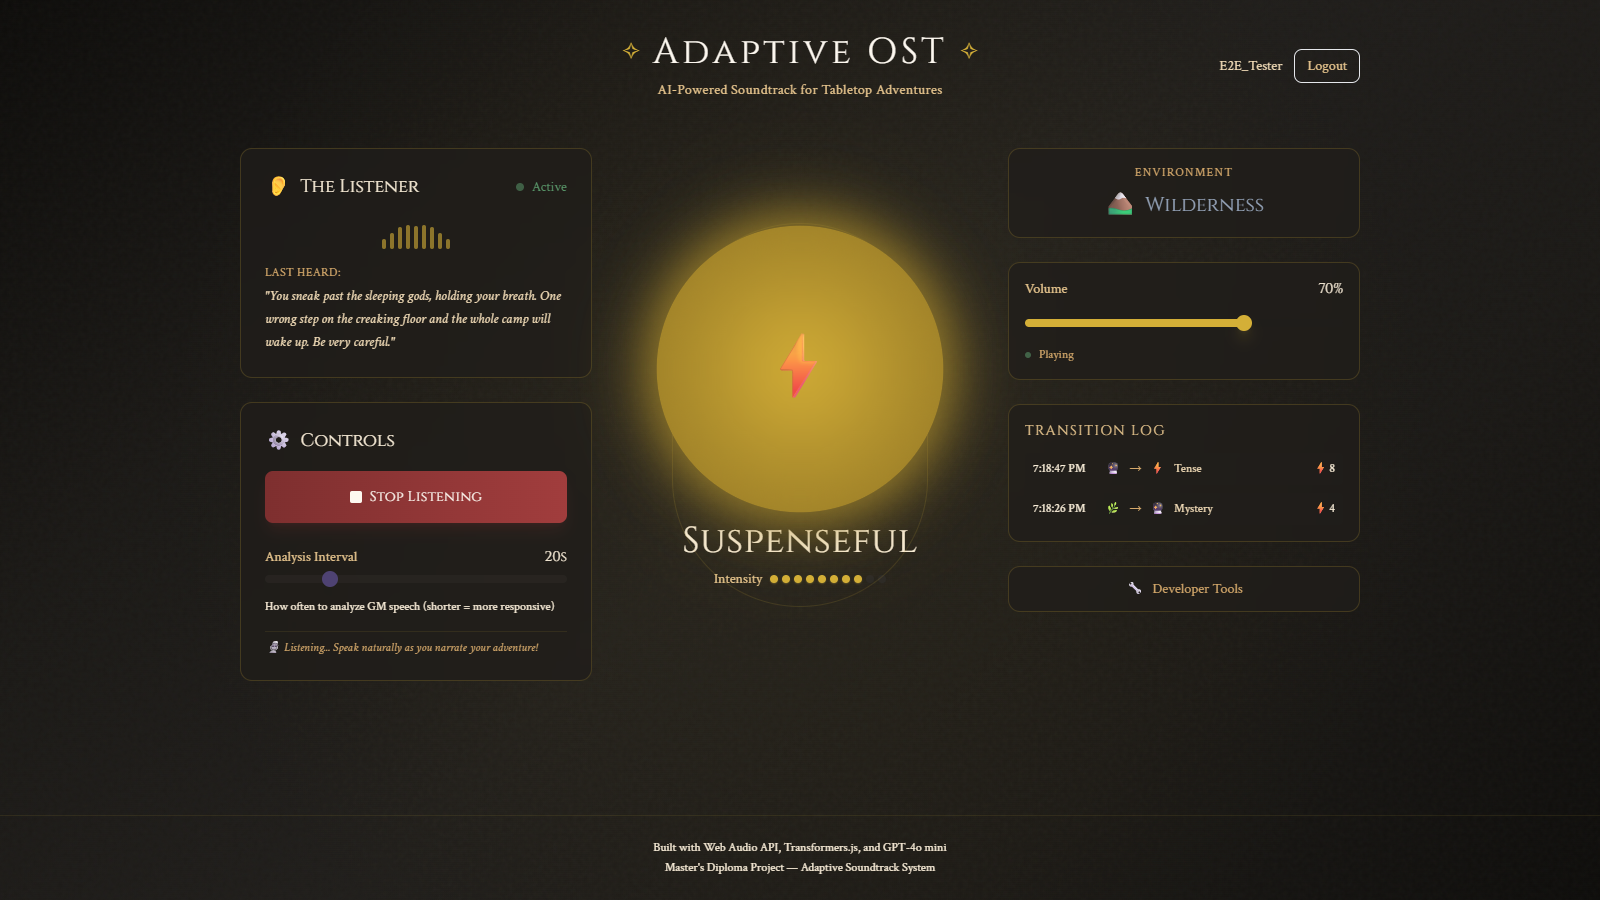 ✧ Adaptive OST ✧
AI-Powered Soundtrack for Tabletop Adventures
E2E_Tester
Logout
The Listener
Active
LAST HEARD:
"You sneak past the sleeping gods, holding your breath. One
wrong step on the creaking floor and the whole camp will
wake up. Be very careful."
Controls
Stop Listening
Analysis Interval 20s
How often to analyze GM speech (shorter = more responsive)
Listening... Speak naturally as you narrate your adventure!
Suspenseful
Intensity
ENVIRONMENT
Wilderness
Volume 70%
Playing
TRANSITION LOG
7:18:47 PM → Tense 8
7:18:26 PM → Mystery 4
Developer Tools
Built with Web Audio API, Transformers.js, and GPT-4o mini
Master's Diploma Project — Adaptive Soundtrack System